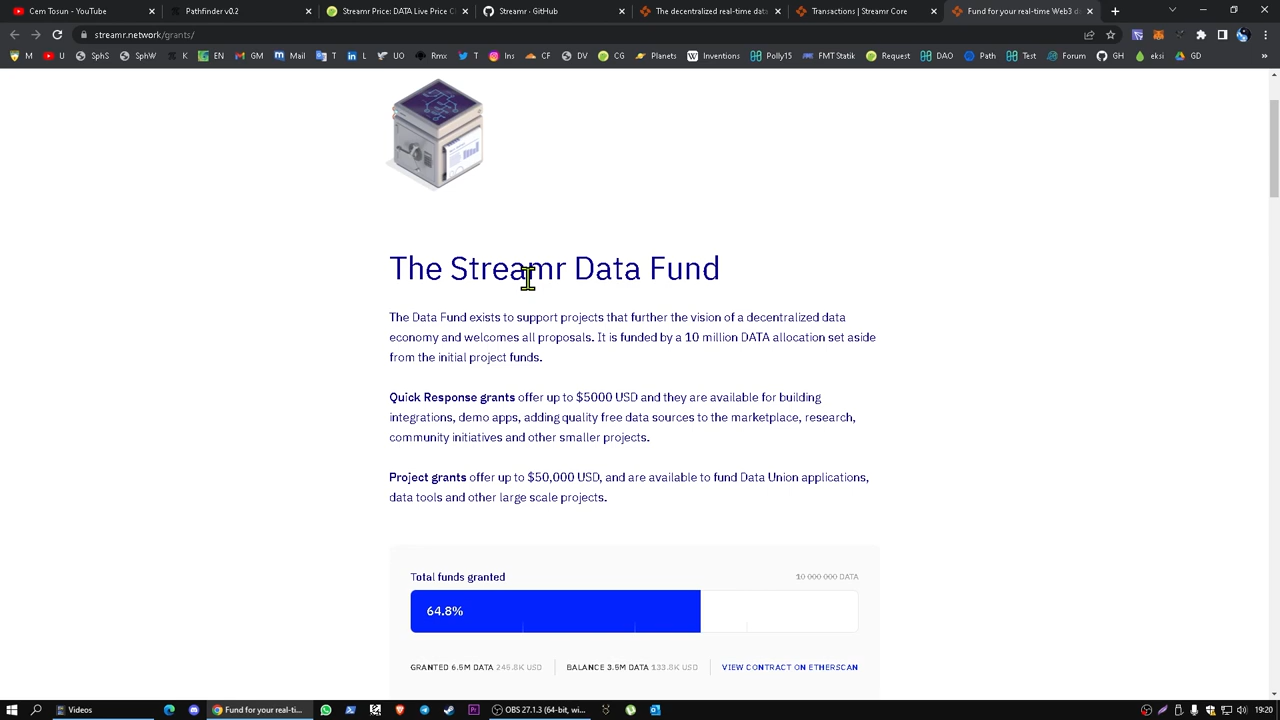 Cem Tosun - YouTube
Pathfinder v0.2
Streamr Price: DATA Live Price C
Streamr · GitHub
The decentralized real-time dat
Transactions | Streamr Core
Fund for your real-time Web3 d
streamr.network/grants/
M U SphS SphW K EN GM Mail T L UO Rmx T Ins CF DV CG Planets Inventions Polly15 FMT Statik Request DAO Path Test Forum GH eksi GD
The Streamr Data Fund
The Data Fund exists to support projects that further the vision of a decentralized data
economy and welcomes all proposals. It is funded by a 10 million DATA allocation set aside
from the initial project funds.
Quick Response grants offer up to $5000 USD and they are available for building
integrations, demo apps, adding quality free data sources to the marketplace, research,
community initiatives and other smaller projects.
Project grants offer up to $50,000 USD, and are available to fund Data Union applications,
data tools and other large scale projects.
Total funds granted
10 000 000 DATA
64.8%
GRANTED 6.5M DATA 245.8K USD
BALANCE 3.5M DATA 133.8K USD
VIEW CONTRACT ON ETHERSCAN
Videos
Fund for your real-ti...
OBS 27.1.3 (64-bit, wi...
19:20